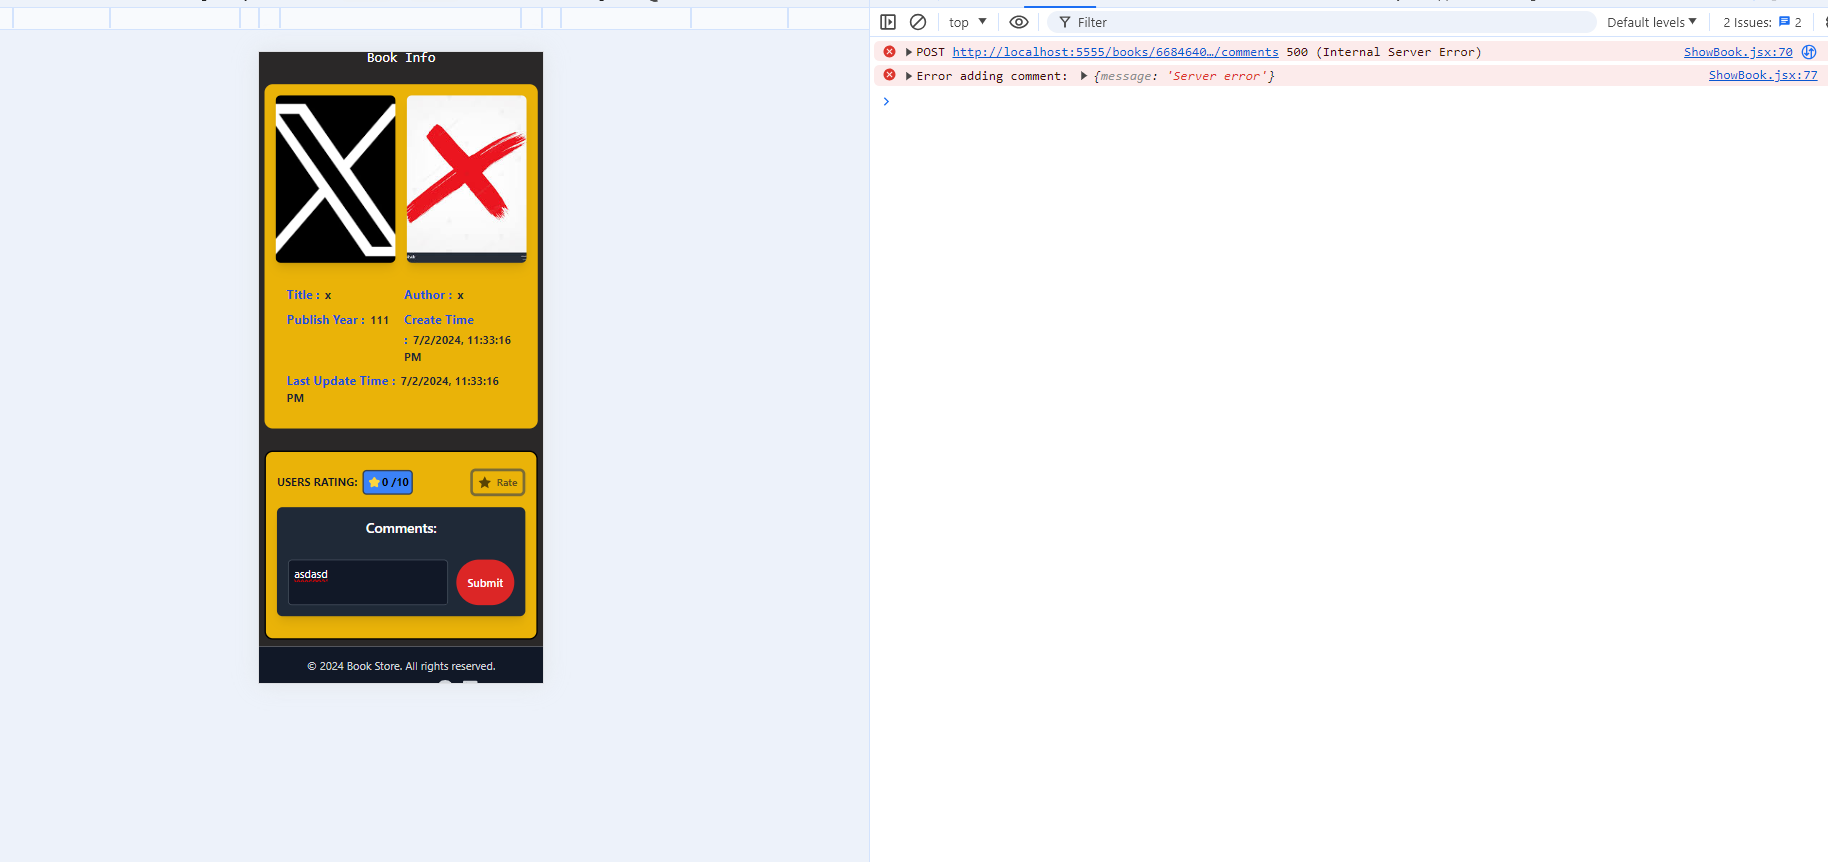 top
Filter
Default levels
2 Issues:
2
POST http://localhost:5555/books/6684640…/comments 500 (Internal Server Error)
ShowBook.jsx:70
Error adding comment:
{message: 'Server error'}
ShowBook.jsx:77
Book Info
Title : x
Author : x
Publish Year : 111
Create Time
: 7/2/2024, 11:33:16
PM
Last Update Time : 7/2/2024, 11:33:16
PM
USERS RATING:
0 /10
Rate
Comments:
asdasd
Submit
© 2024 Book Store. All rights reserved.